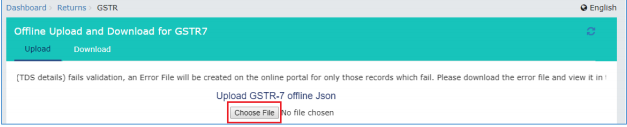 Dashboard › Returns › GSTR
English
Offline Upload and Download for GSTR7
Upload Download
(TDS details) fails validation, an Error File will be created on the online portal for only those records which fail. Please download the error file and view it in
Upload GSTR-7 offline Json
Choose File No file chosen